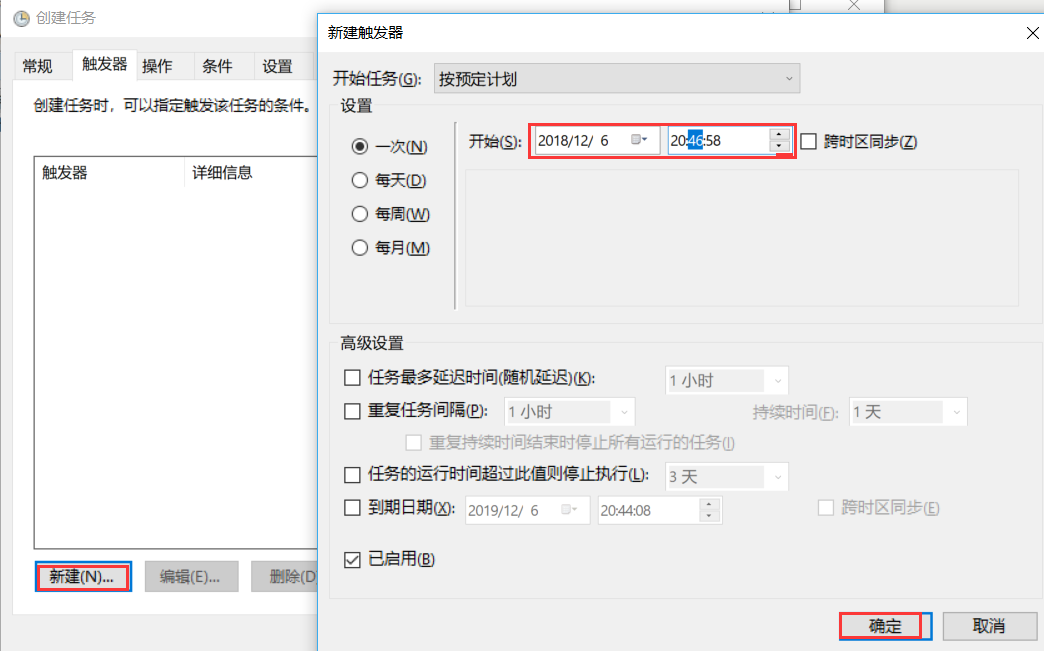 创建任务
常规 触发器 操作 条件 设置
创建任务时，可以指定触发该任务的条件。
触发器 详细信息
新建(N)... 编辑(E)... 删除(D
新建触发器
开始任务(G): 按预定计划
设置
一次(N)
每天(D)
每周(W)
每月(M)
开始(S): 2018/12/ 6 20:46:58 跨时区同步(Z)
高级设置
任务最多延迟时间(随机延迟)(K): 1 小时
重复任务间隔(P): 1 小时 持续时间(F): 1 天
重复持续时间结束时停止所有运行的任务(I)
任务的运行时间超过此值则停止执行(L): 3 天
到期日期(X): 2019/12/ 6 20:44:08 跨时区同步(E)
已启用(B)
确定 取消